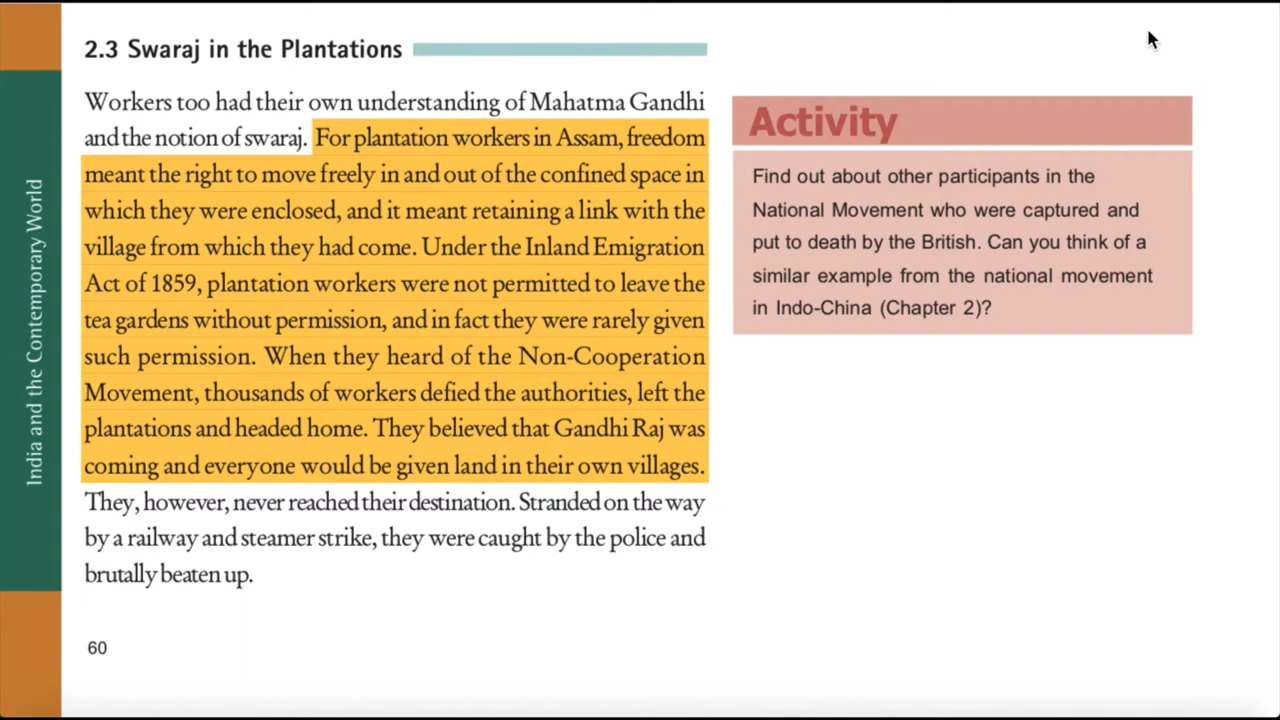 2.3 Swaraj in the Plantations
Workers too had their own understanding of Mahatma Gandhi
and the notion of swaraj. For plantation workers in Assam, freedom
meant the right to move freely in and out of the confined space in
which they were enclosed, and it meant retaining a link with the
village from which they had come. Under the Inland Emigration
Act of 1859, plantation workers were not permitted to leave the
tea gardens without permission, and in fact they were rarely given
such permission. When they heard of the Non-Cooperation
Movement, thousands of workers defied the authorities, left the
plantations and headed home. They believed that Gandhi Raj was
coming and everyone would be given land in their own villages.
They, however, never reached their destination. Stranded on the way
by a railway and steamer strike, they were caught by the police and
brutally beaten up.
Activity
Find out about other participants in the
National Movement who were captured and
put to death by the British. Can you think of a
similar example from the national movement
in Indo-China (Chapter 2)?
India and the Contemporary World
60